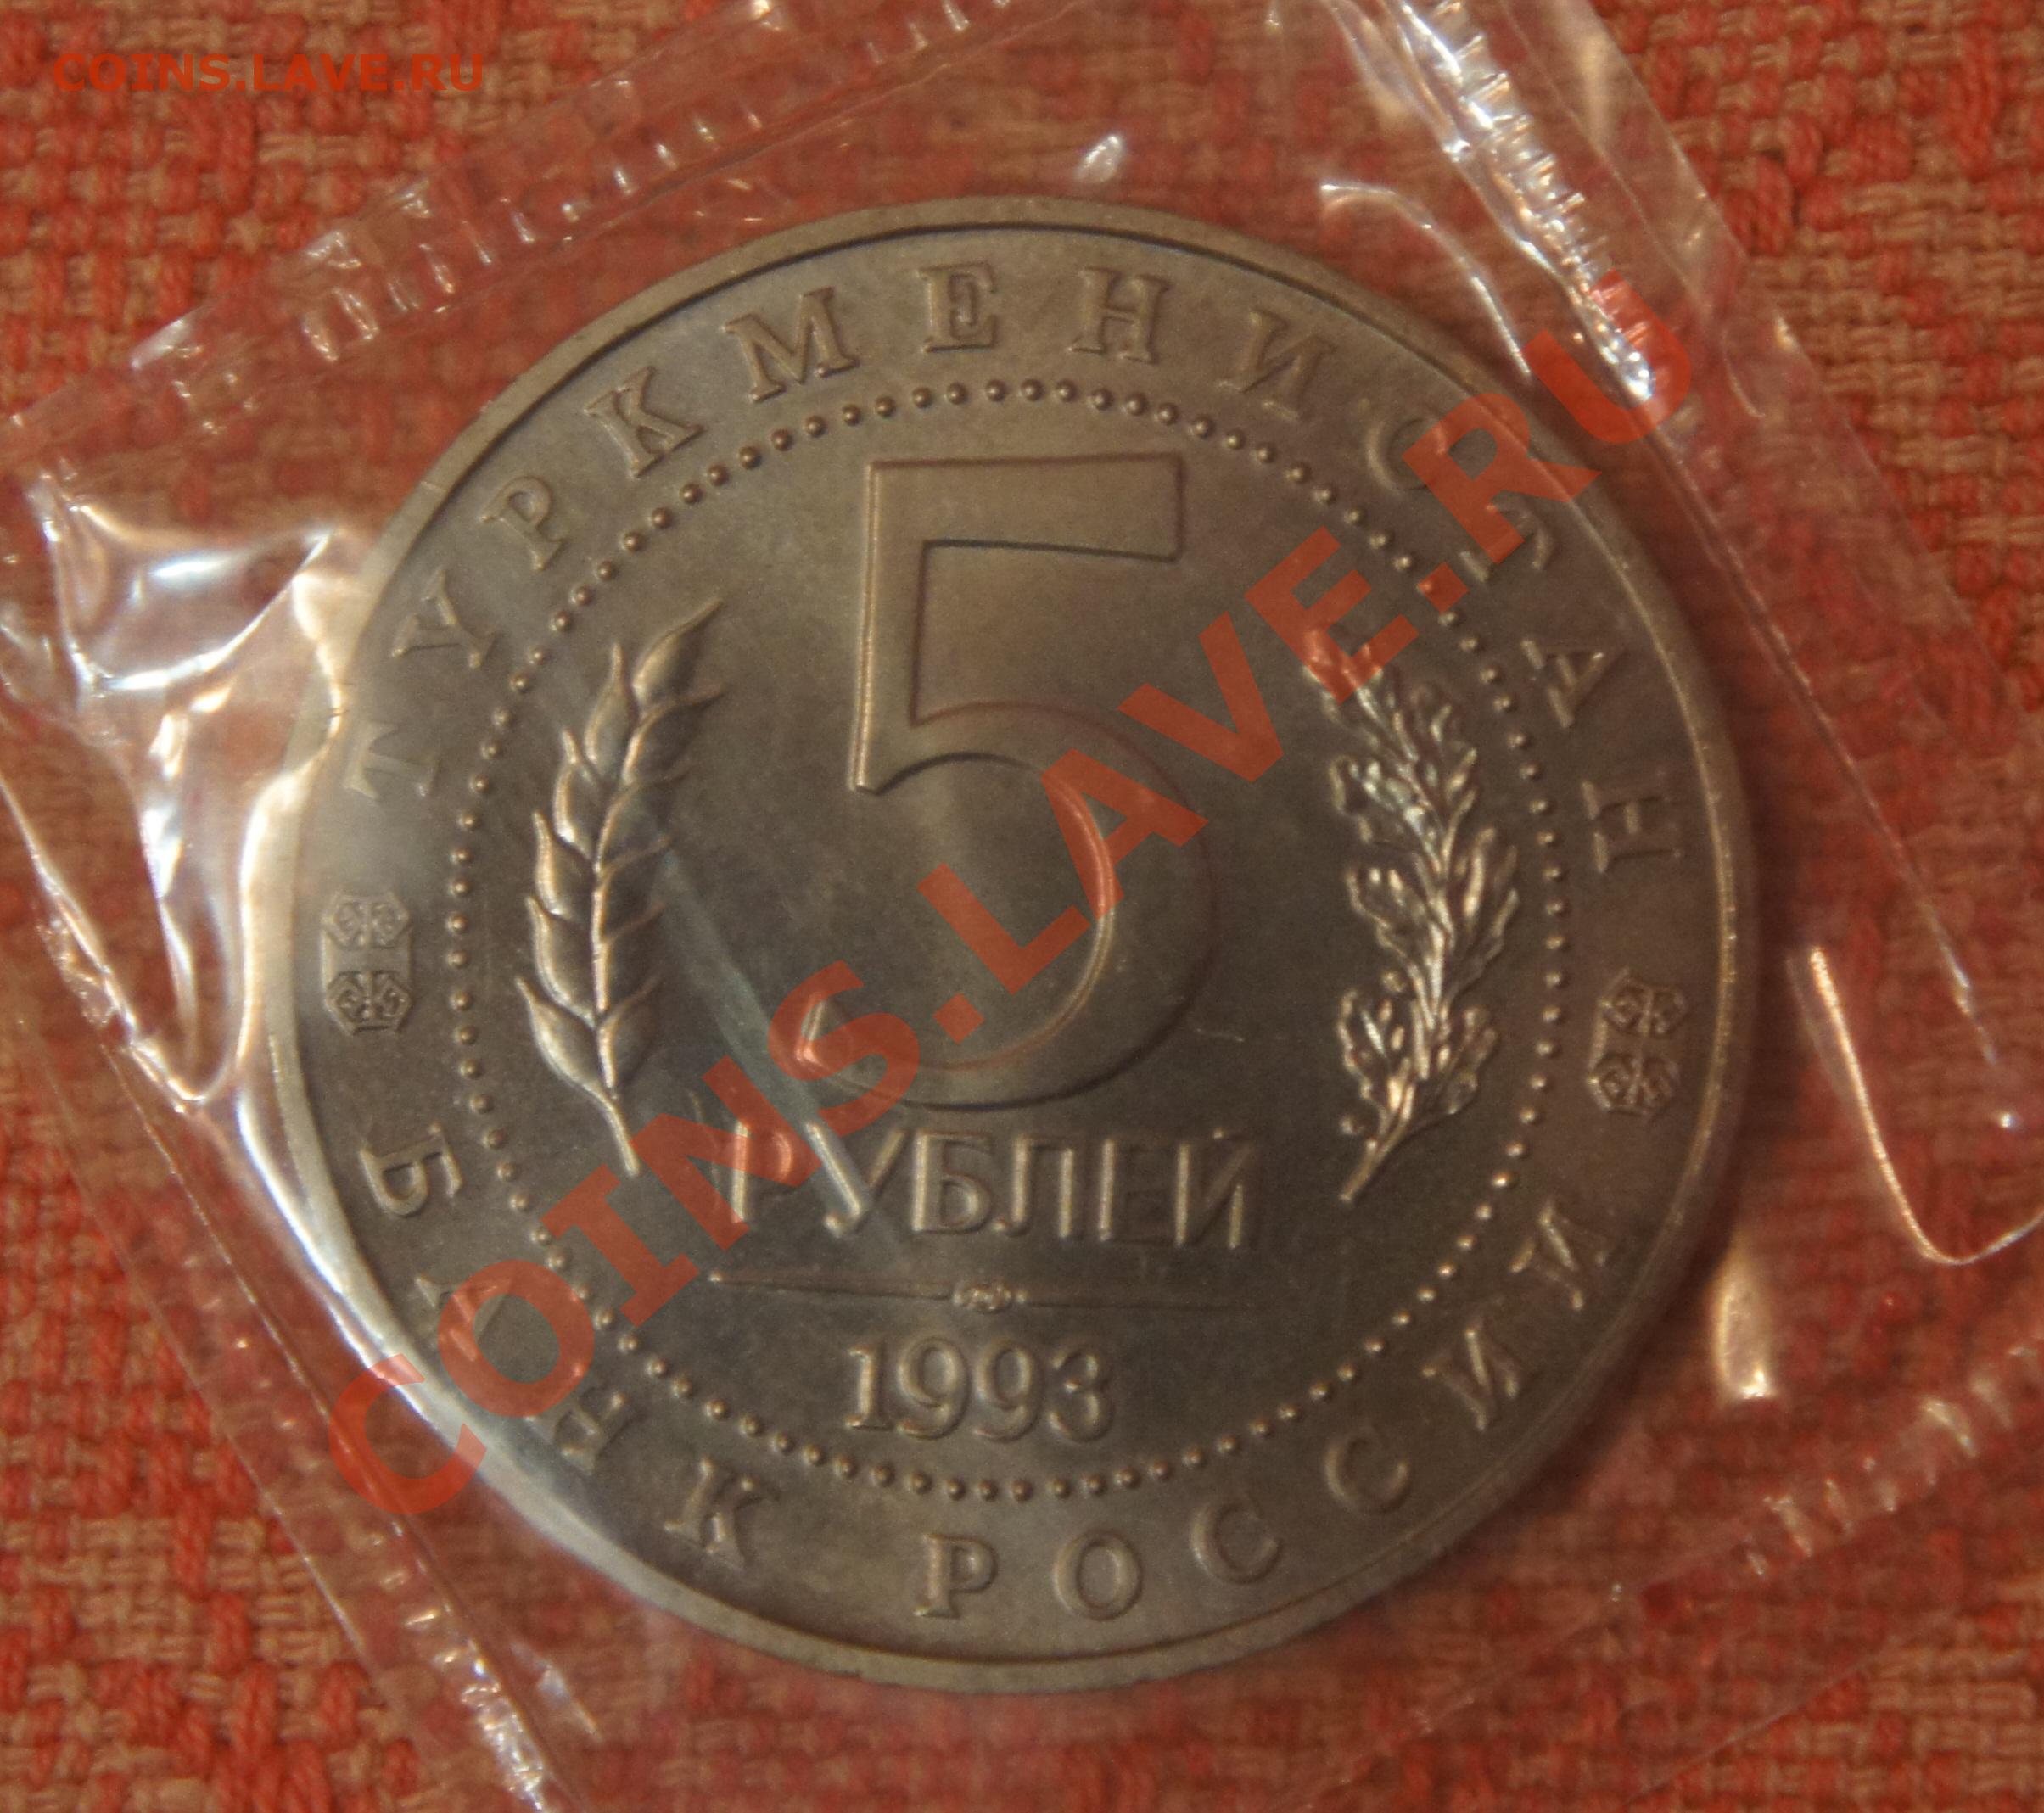 COINS.LAVE.RU
ТУРКМЕНИСТАН
5
РУБЛЕЙ
1993
БАНК РОССИИ
COINS.LAVE.RU